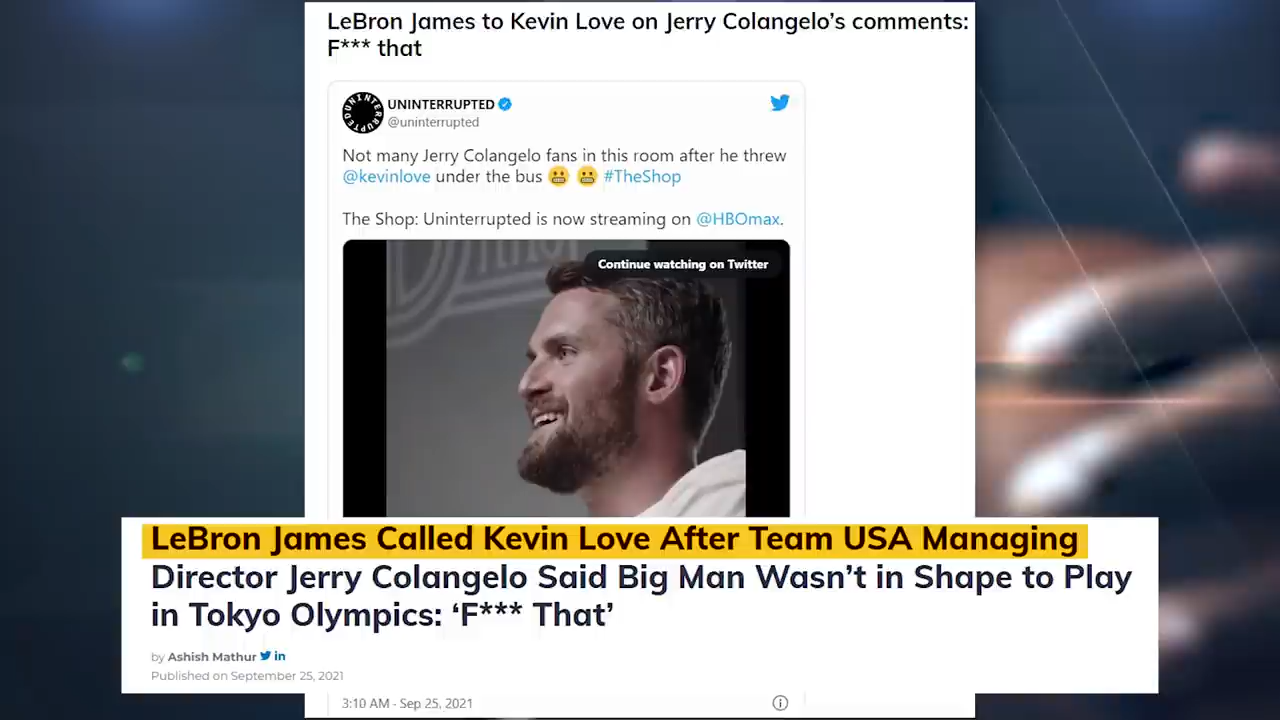 LeBron James to Kevin Love on Jerry Colangelo’s comments:
F*** that
UNINTERRUPTED
UNINTERRUPTED
@uninterrupted
Not many Jerry Colangelo fans in this room after he threw
@kevinlove under the bus 😬 😬 #TheShop
The Shop: Uninterrupted is now streaming on @HBOmax.
Continue watching on Twitter
LeBron James Called Kevin Love After Team USA Managing
Director Jerry Colangelo Said Big Man Wasn’t in Shape to Play
in Tokyo Olympics: ‘F*** That’
by Ashish Mathur in
Published on September 25, 2021
3:10 AM - Sep 25, 2021